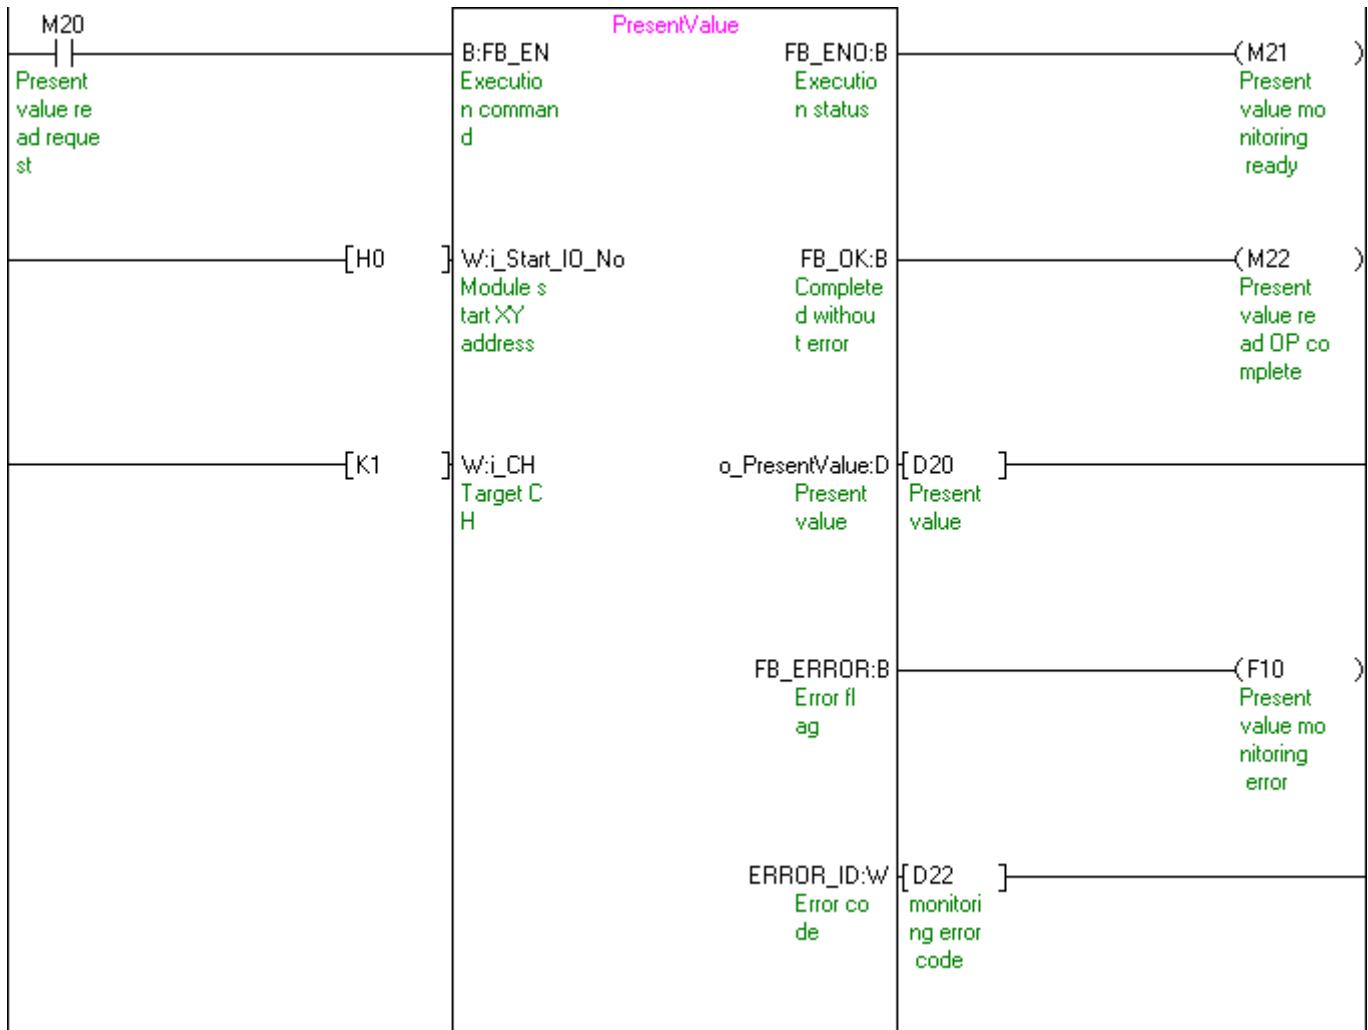 M20
PresentValue
B:FB_EN
FB_ENO:B
M21
Present
value re
ad reque
st
Executio
n comman
d
Executio
n status
Present
value mo
nitoring
ready
H0
W:i_Start_IO_No
FB_OK:B
M22
Module s
tart XY
address
Complete
d withou
t error
Present
value re
ad OP co
mplete
K1
W:i_CH
o_PresentValue:D
D20
Target C
H
Present
value
Present
value
FB_ERROR:B
F10
Error fl
ag
Present
value mo
nitoring
error
ERROR_ID:W
D22
Error co
de
monitori
ng error
code